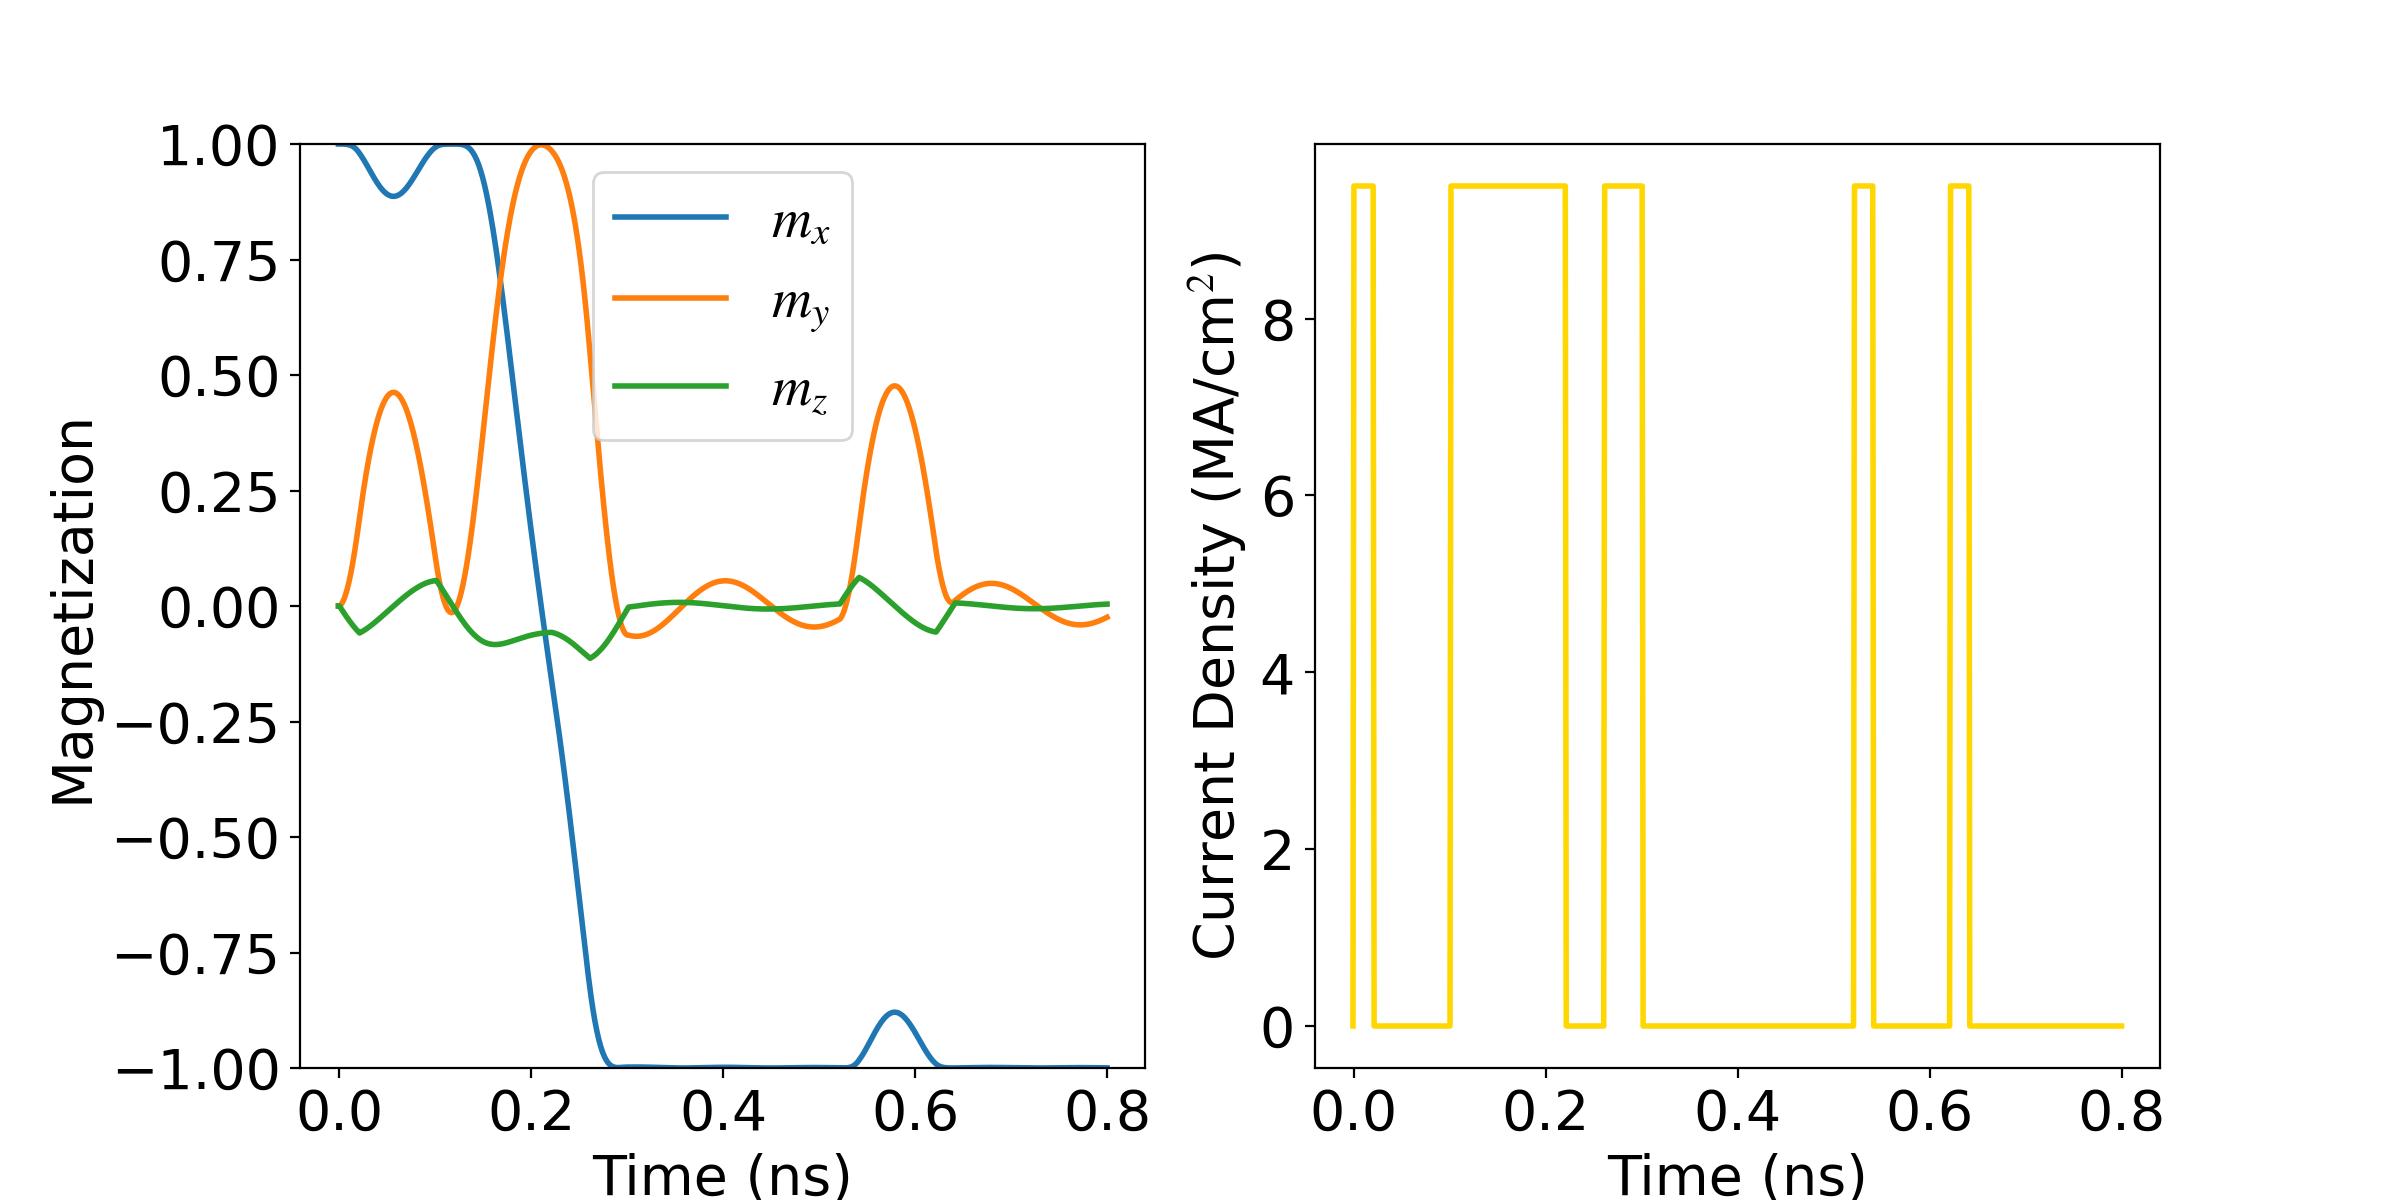 1.00
0.75
0.50
0.25
0.00
−0.25
−0.50
−0.75
−1.00
Magnetization
0.0 0.2 0.4 0.6 0.8
Time (ns)
mₓ
m_y
m_z
8
6
4
2
0
Current Density (MA/cm²)
0.0 0.2 0.4 0.6 0.8
Time (ns)